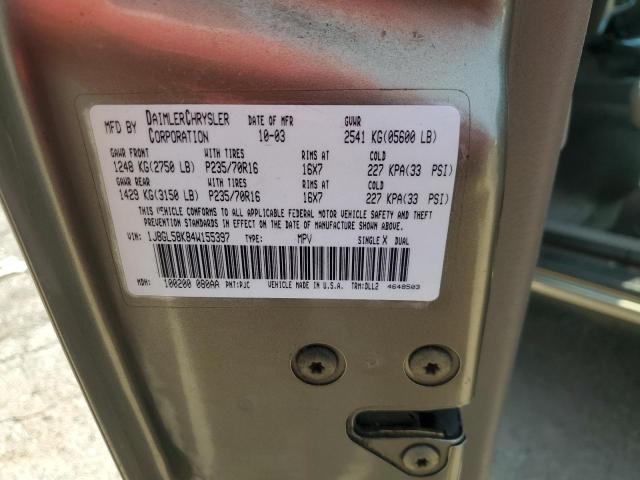 MFD BY DAIMLERCHRYSLER CORPORATION DATE OF MFR 10-03 GVWR 2541 KG(05600 LB)
GAWR FRONT WITH TIRES RIMS AT COLD
1248 KG(2750 LB) P235/70R16 16X7 227 KPA(33 PSI)
GAWR REAR WITH TIRES RIMS AT COLD
1429 KG(3150 LB) P235/70R16 16X7 227 KPA(33 PSI)
THIS VEHICLE CONFORMS TO ALL APPLICABLE FEDERAL MOTOR VEHICLE SAFETY AND THEFT
PREVENTION STANDARDS IN EFFECT ON THE DATE OF MANUFACTURE SHOWN ABOVE.
VIN: 1J8GL58K84W155397 TYPE: MPV SINGLE X DUAL
MDH: 100200 080AA PNT:PJC VEHICLE MADE IN U.S.A. TRM:DLL2 4648503